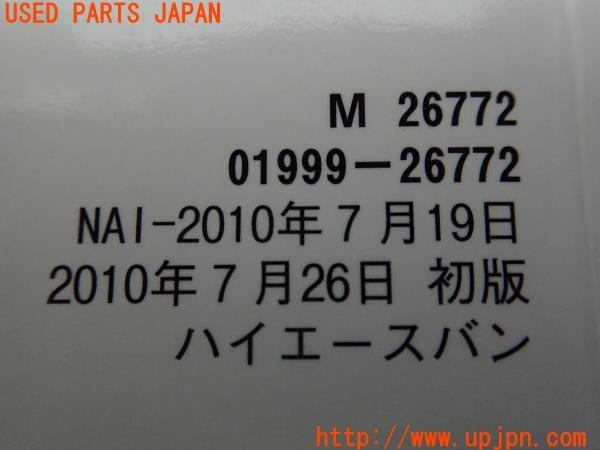 USED PARTS JAPAN
M 26772
01999-26772
NAI-2010年7月19日
2010年7月26日 初版
ハイエースバン
http://www.upjpn.com/